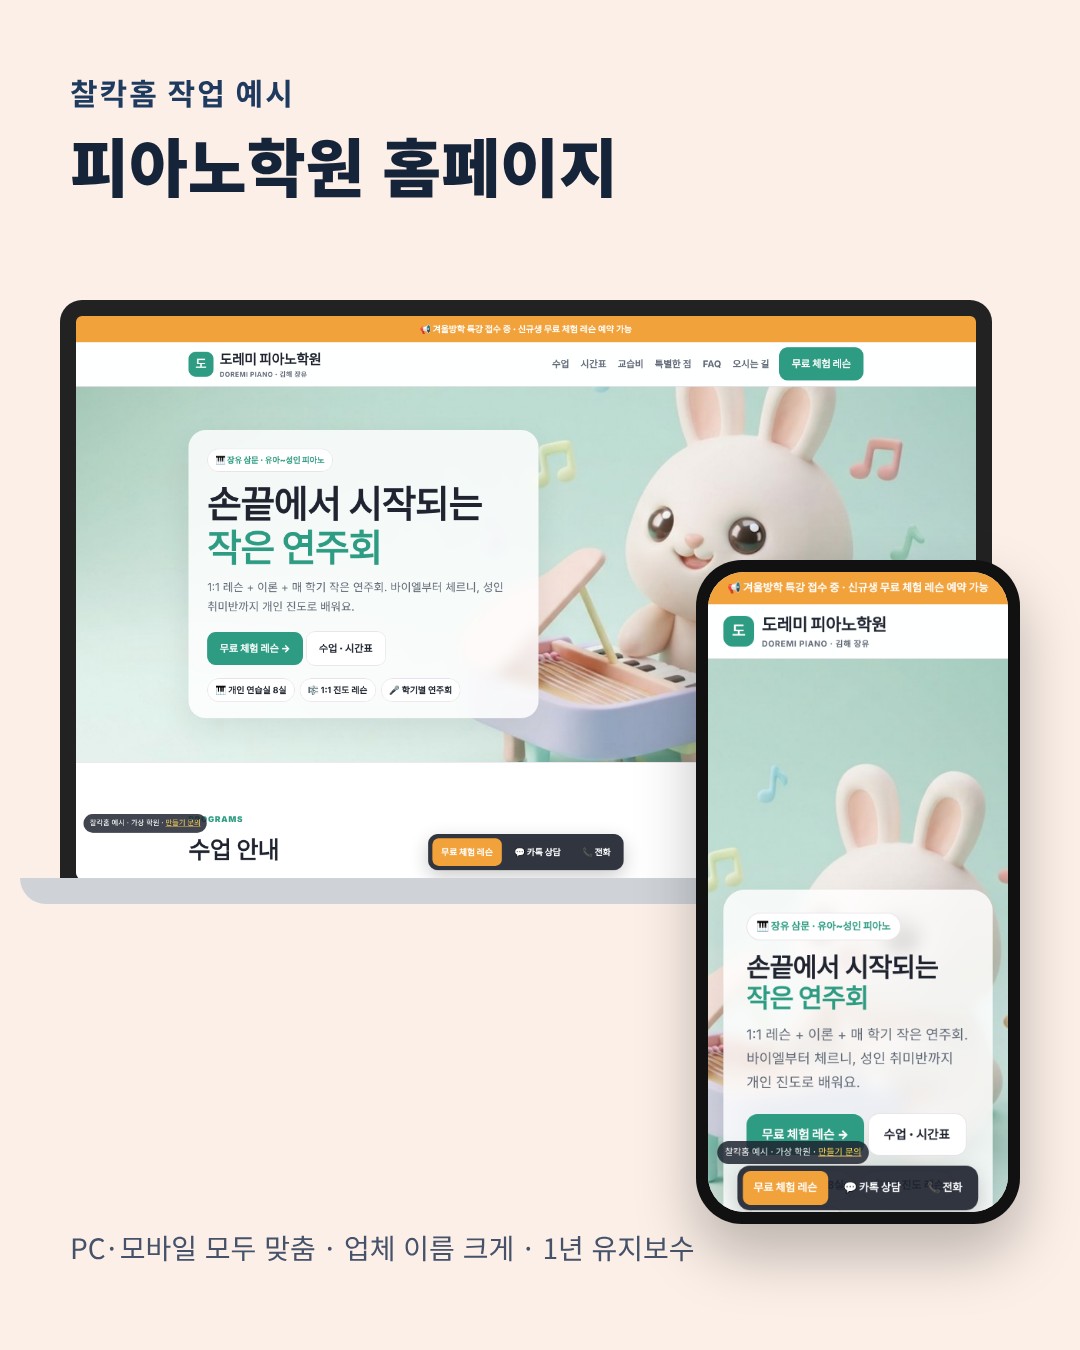 찰칵홈 작업 예시
피아노학원 홈페이지
📢 겨울방학 특강 접수 중 · 신규생 무료 체험 레슨 예약 가능
도 도레미 피아노학원
DOREMI PIANO · 김해 장유
수업 시간표 교습비 특별한 점 FAQ 오시는 길 무료 체험 레슨
🎹 장유 삼문 · 유아~성인 피아노
손끝에서 시작되는
작은 연주회
1:1 레슨 + 이론 + 매 학기 작은 연주회. 바이엘부터 체르니, 성인
취미반까지 개인 진도로 배워요.
무료 체험 레슨 → 수업 · 시간표
🎹 개인 연습실 8실 🎼 1:1 진도 레슨 🎤 학기별 연주회
찰칵홈 예시 · 가상 학원 · 만들기 문의
OGRAMS
수업 안내
무료 체험 레슨 💬 카톡 상담 📞 전화
📢 겨울방학 특강 접수 중 · 신규생 무료 체험 레슨 예약 가능
도 도레미 피아노학원
DOREMI PIANO · 김해 장유
🎹 장유 삼문 · 유아~성인 피아노
손끝에서 시작되는
작은 연주회
1:1 레슨 + 이론 + 매 학기 작은 연주회.
바이엘부터 체르니, 성인 취미반까지
개인 진도로 배워요.
무료 체험 레슨 → 수업 · 시간표
찰칵홈 예시 · 가상 학원 · 만들기 문의
무료 체험 레슨 💬 카톡 상담 📞 전화
PC·모바일 모두 맞춤 · 업체 이름 크게 · 1년 유지보수